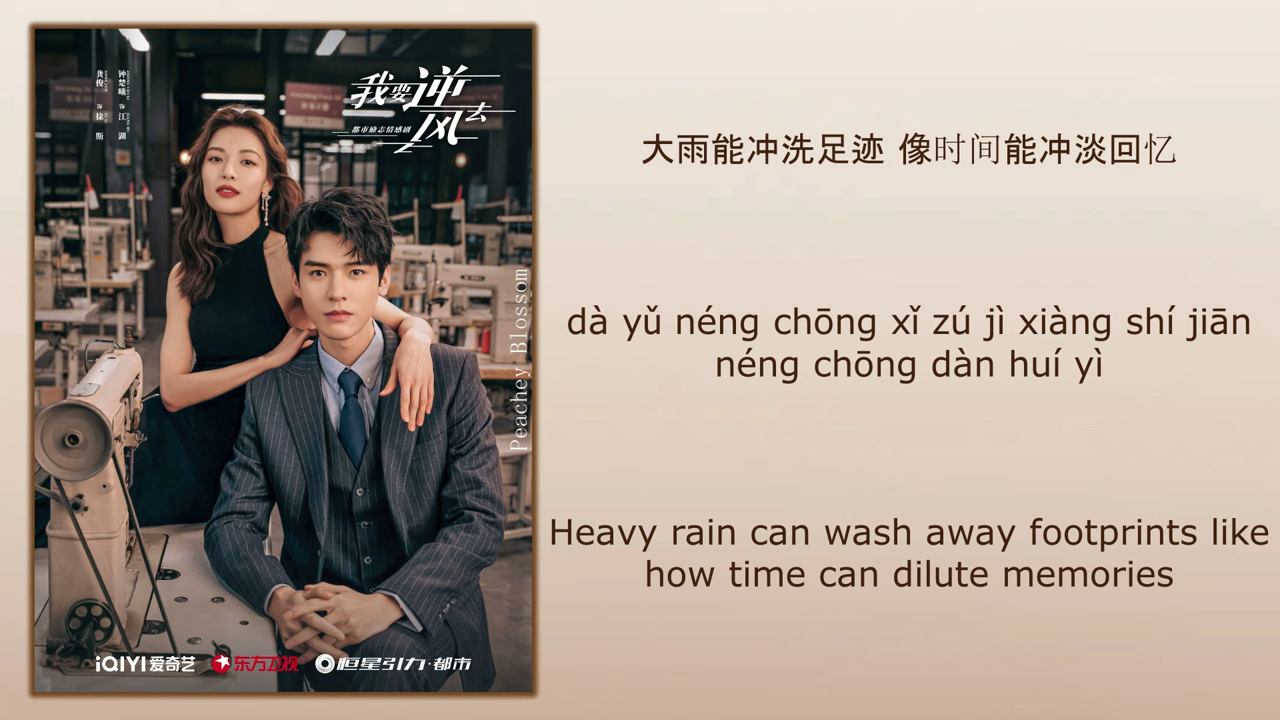 龚俊 饰 徐斯
钟楚曦 饰 江湖
我要逆风去
都市励志情感剧
Peachey Blossom
iQIYI爱奇艺 东方卫视 恒星引力·都市
大雨能冲洗足迹 像时间能冲淡回忆
dà yǔ néng chōng xǐ zú jì xiàng shí jiān
néng chōng dàn huí yì
Heavy rain can wash away footprints like
how time can dilute memories